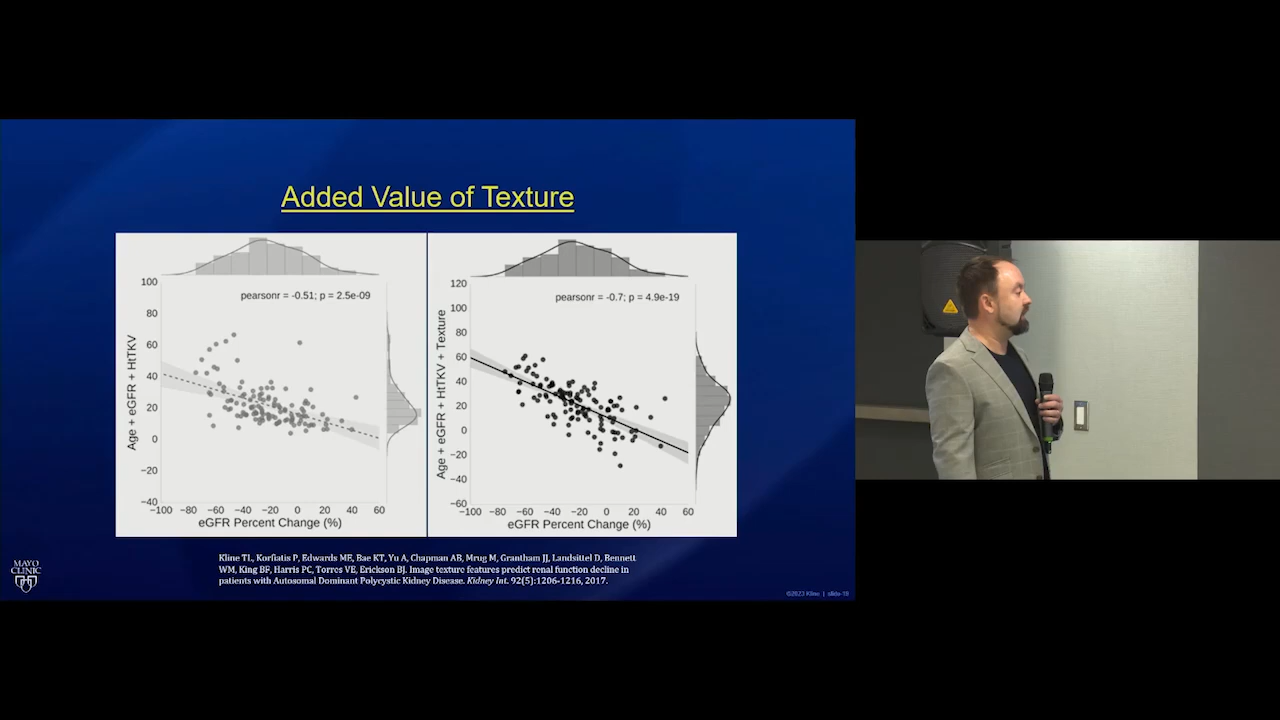 Added Value of Texture
pearsonr = -0.51; p = 2.5e-09
Age + eGFR + HtTKV
100
80
60
40
20
0
−20
−40
−100 −80 −60 −40 −20 0 20 40 60
eGFR Percent Change (%)
pearsonr = -0.7; p = 4.9e-19
Age + eGFR + HtTKV + Texture
120
100
80
60
40
20
0
−20
−40
−60
−100 −80 −60 −40 −20 0 20 40 60
eGFR Percent Change (%)
Kline TL, Korfiatis P, Edwards ME, Bae KT, Yu A, Chapman AB, Mrug M, Grantham JJ, Landsittel D, Bennett
WM, King BF, Harris PC, Torres VE, Erickson BJ. Image texture features predict renal function decline in
patients with Autosomal Dominant Polycystic Kidney Disease. Kidney Int. 92(5):1206-1216, 2017.
MAYO
CLINIC
©2023 Kline | slide-18